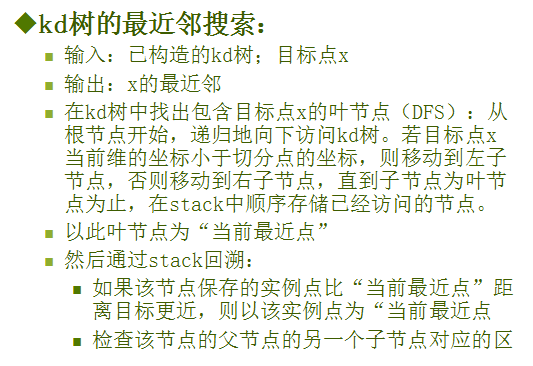 ◆kd树的最近邻搜索：
■ 输入：已构造的kd树；目标点x
■ 输出：x的最近邻
■ 在kd树中找出包含目标点x的叶节点（DFS）：从
根节点开始，递归地向下访问kd树。若目标点x
当前维的坐标小于切分点的坐标，则移动到左子
节点，否则移动到右子节点，直到子节点为叶节
点为止，在stack中顺序存储已经访问的节点。
■ 以此叶节点为“当前最近点”
■ 然后通过stack回溯：
■ 如果该节点保存的实例点比“当前最近点”距
离目标更近，则以该实例点为“当前最近点
■ 检查该节点的父节点的另一个子节点对应的区